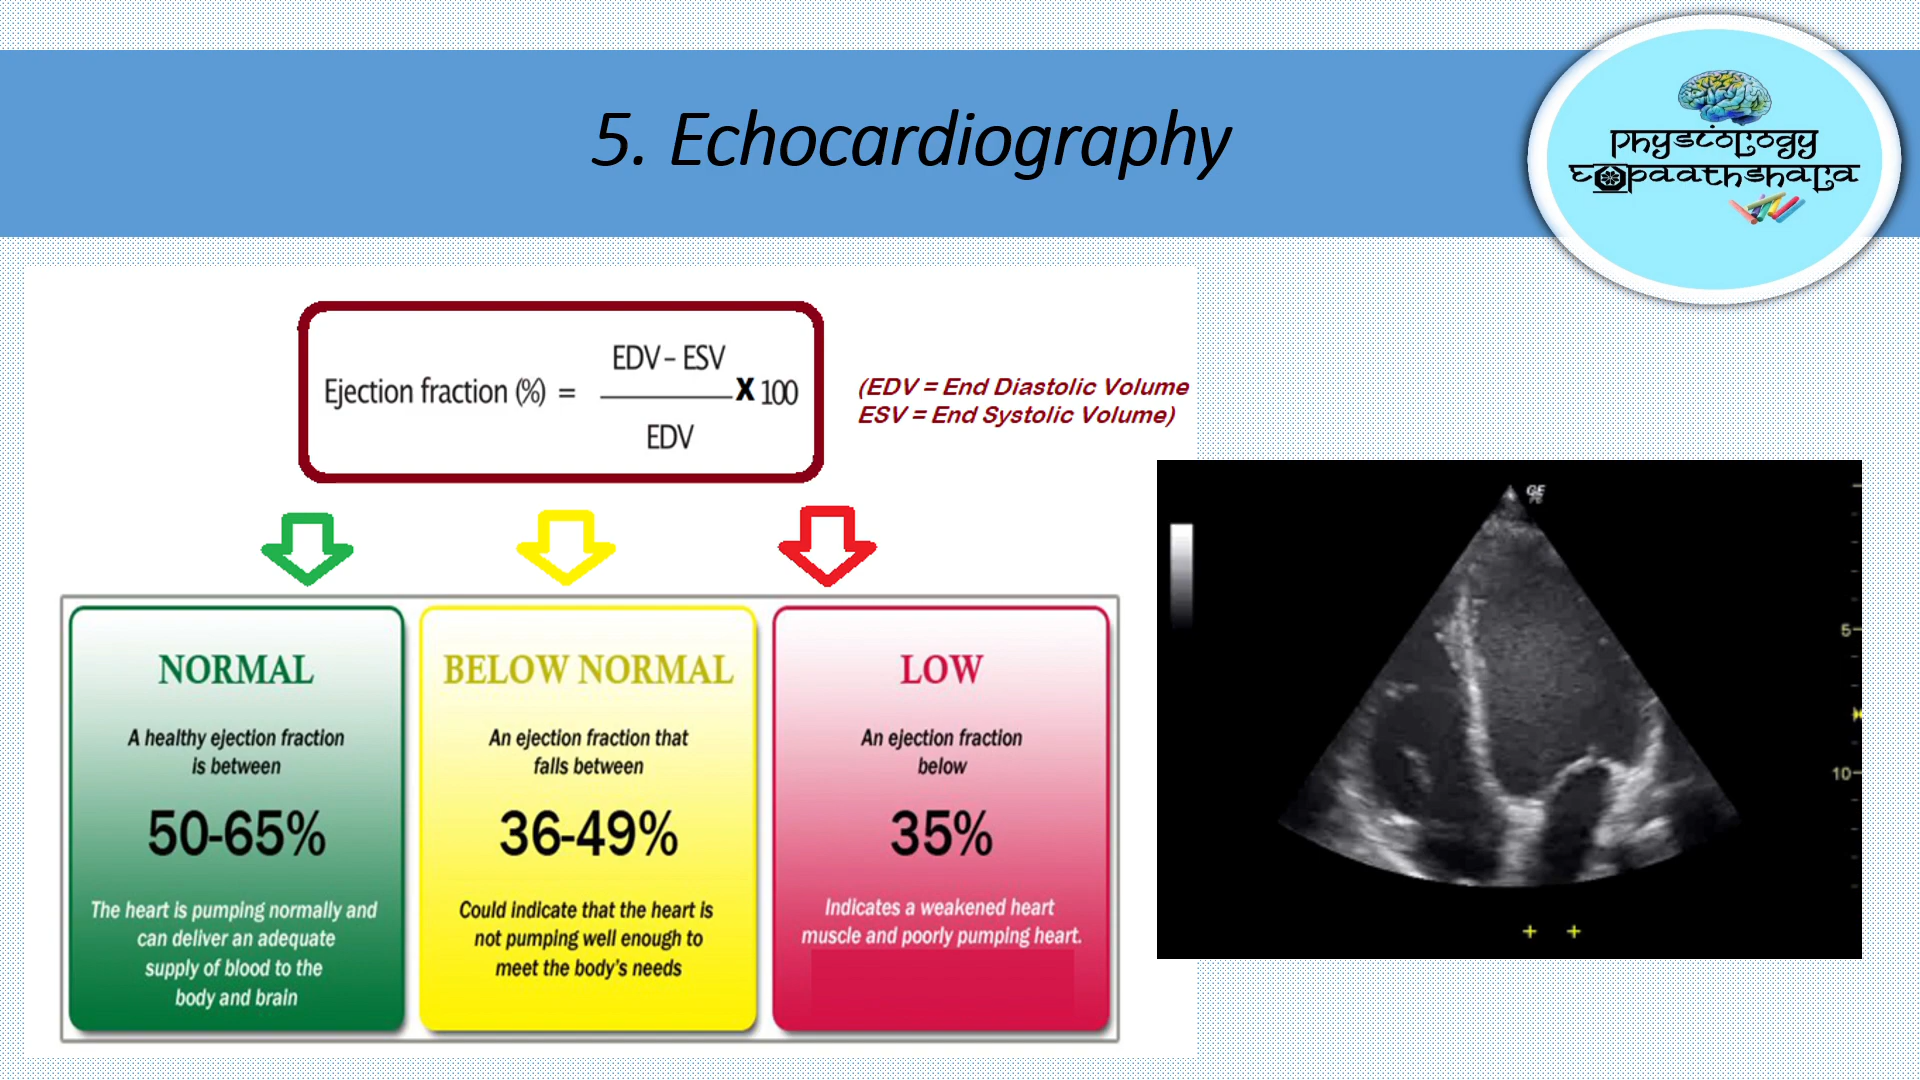 5. Echocardiography
Physiology
E-paathshala
Ejection fraction (%) = EDV – ESV
X 100
EDV
(EDV = End Diastolic Volume
ESV = End Systolic Volume)
NORMAL
A healthy ejection fraction
is between
50-65%
The heart is pumping normally and
can deliver an adequate
supply of blood to the
body and brain
BELOW NORMAL
An ejection fraction that
falls between
36-49%
Could indicate that the heart is
not pumping well enough to
meet the body's needs
LOW
An ejection fraction
below
35%
Indicates a weakened heart
muscle and poorly pumping heart.
GE
5
10